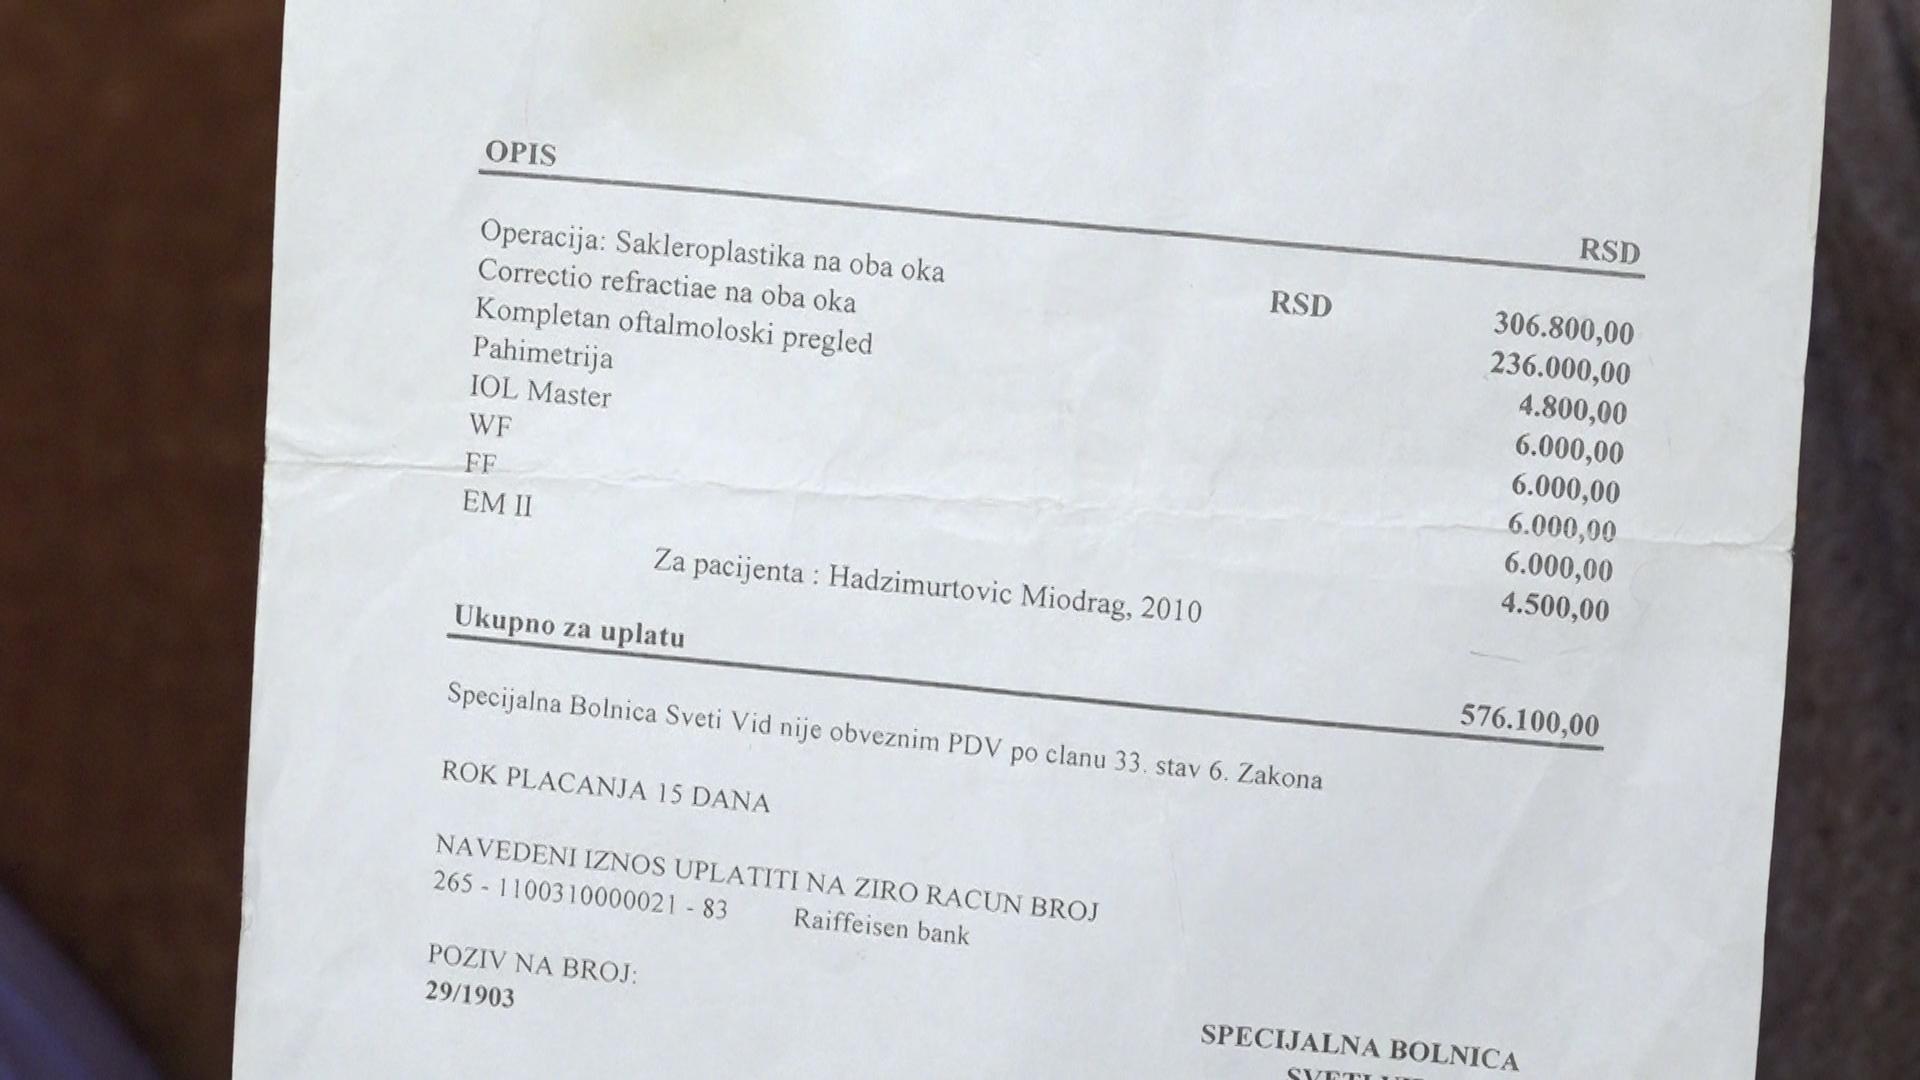 OPIS
RSD
Operacija: Sakleroplastika na oba oka RSD 306.800,00
Correctio refractiae na oba oka 236.000,00
Kompletan oftalmoloski pregled 4.800,00
Pahimetrija 6.000,00
IOL Master 6.000,00
WF 6.000,00
FF 6.000,00
EM II 4.500,00
Za pacijenta : Hadzimurtovic Miodrag, 2010
Ukupno za uplatu 576.100,00
Specijalna Bolnica Sveti Vid nije obveznim PDV po clanu 33. stav 6. Zakona
ROK PLACANJA 15 DANA
NAVEDENI IZNOS UPLATITI NA ZIRO RACUN BROJ
265 - 1100310000021 - 83 Raiffeisen bank
POZIV NA BROJ:
29/1903
SPECIJALNA BOLNICA